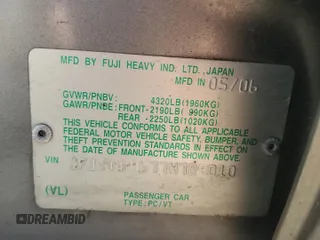 MFD BY FUJI HEAVY IND. LTD. JAPAN
05/06
GVWR/PNBV: 4320LB(1960KG)
GAWR/PNBE: FRONT-2190LB( 990KG)
REAR -2250LB(1020KG)
THIS VEHICLE CONFORMS TO ALL APPLICABLE
FEDERAL MOTOR VEHICLE SAFETY, BUMPER, AND
THEFT PREVENTION STANDARDS IN EFFECT ON
THE DATE OF MANUFACTURE SHOWN ABOVE.
VIN
(VL)
PASSENGER CAR
TYPE:PC/VT
DREAMBID